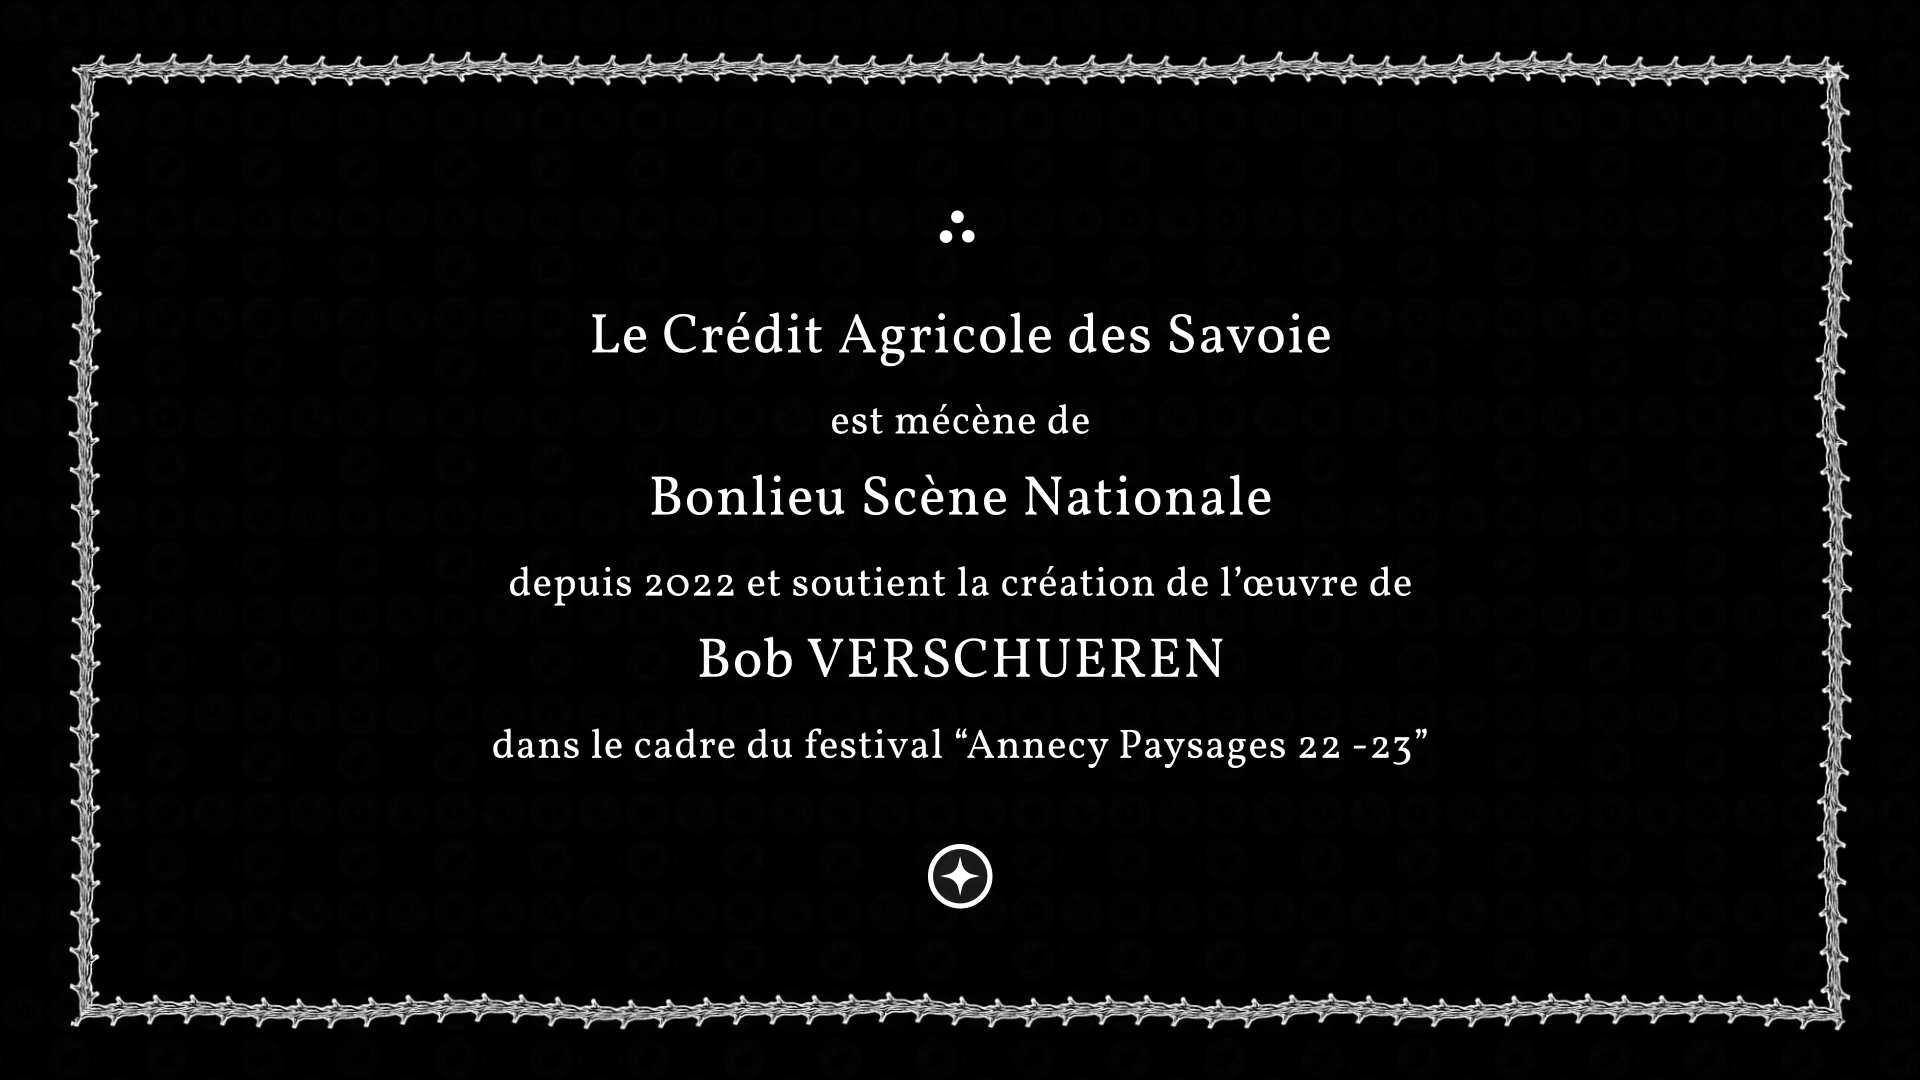 Le Crédit Agricole des Savoie
est mécène de
Bonlieu Scène Nationale
depuis 2022 et soutient la création de l’œuvre de
Bob VERSCHUEREN
dans le cadre du festival “Annecy Paysages 22 -23”